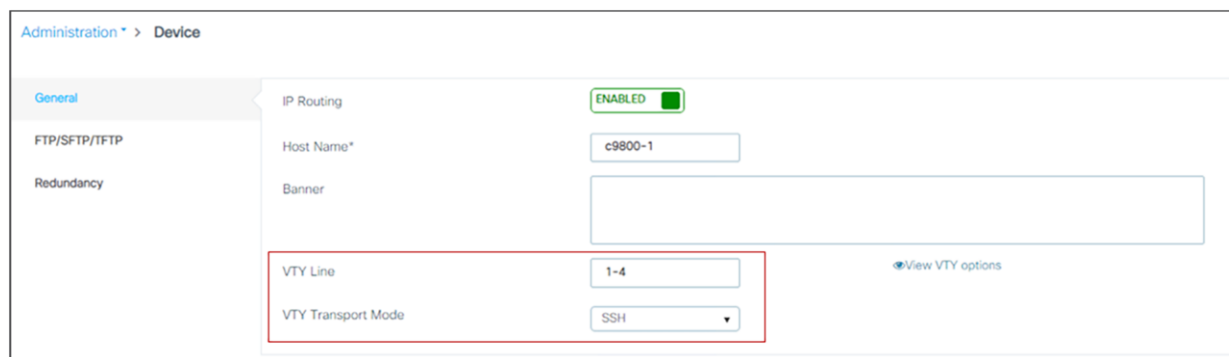 Administration * > Device
General
IP Routing
ENABLED
FTP/SFTP/TFTP
Host Name*
c9800-1
Redundancy
Banner
VTY Line
1-4
View VTY options
VTY Transport Mode
SSH